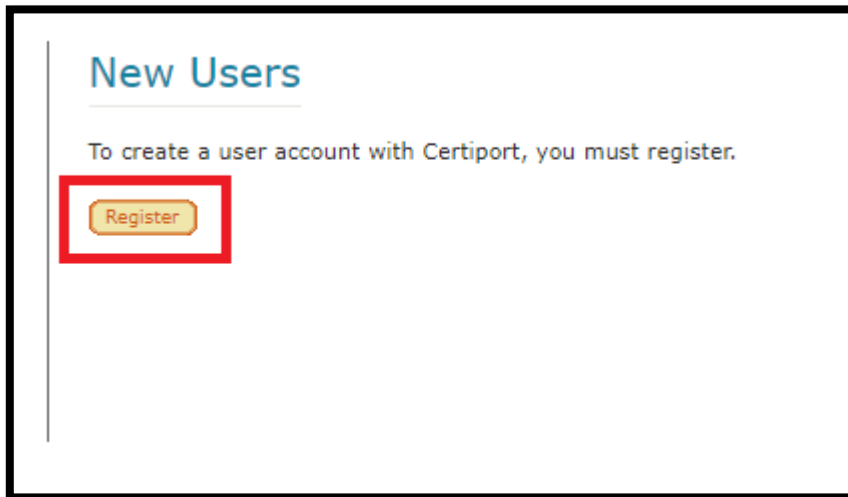 New Users
To create a user account with Certiport, you must register.
Register